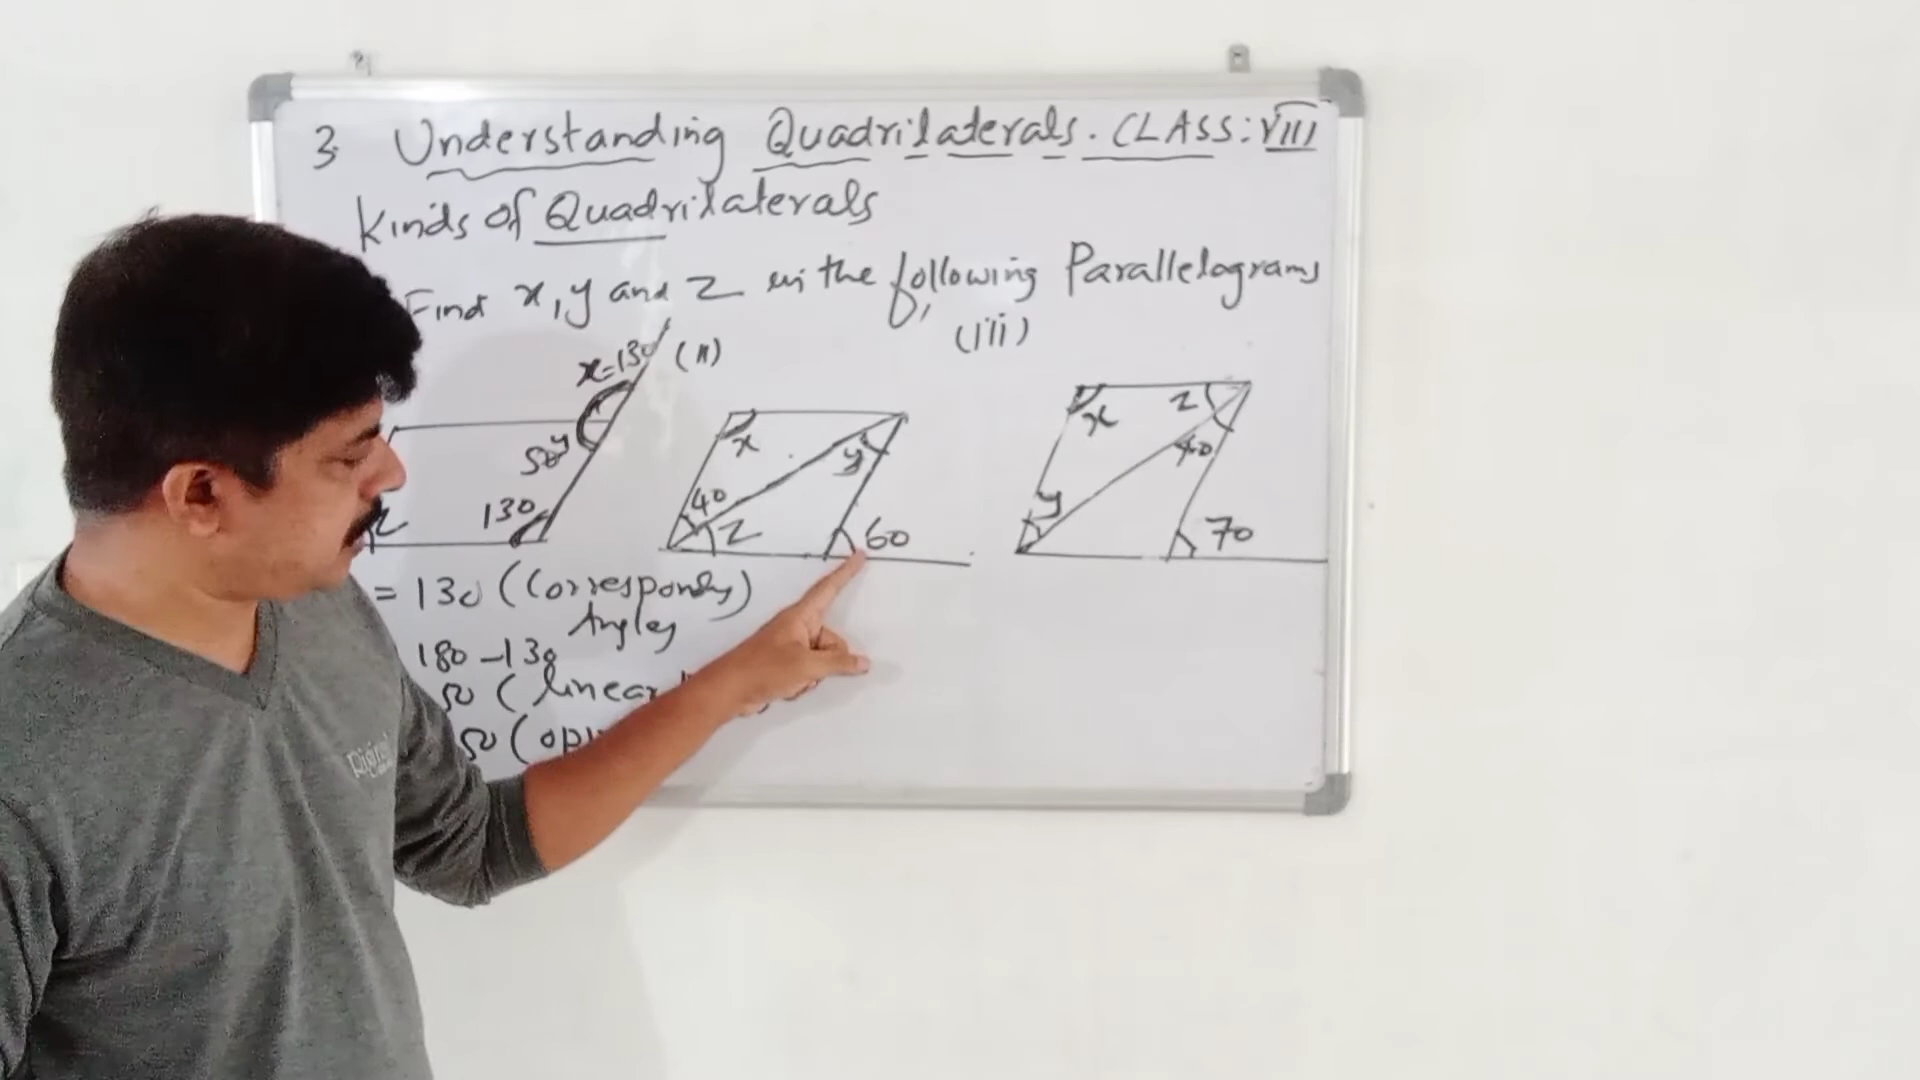 3. Understanding Quadrilaterals. CLASS: VIII
Kinds of Quadrilaterals
Find x, y and z in the following Parallelograms
(ii)
(iii)
x=130
50 y
130
z
x
y
40
z
60
x
z
40
y
70
= 130 (Corresponding)
Angles
180 - 130
50 (linear
50 (opp